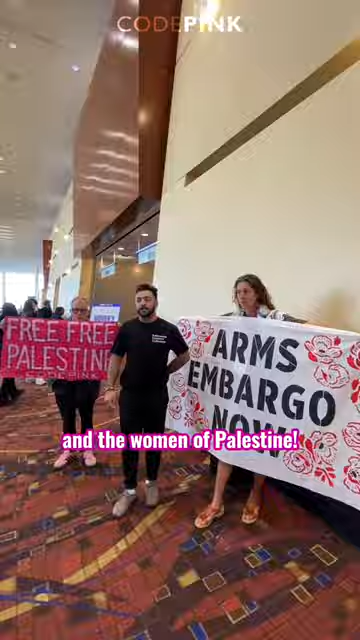 CODEPINK
FREE FREE
PALESTINE
ARMS
EMBARGO
NOW
and the women of Palestine!